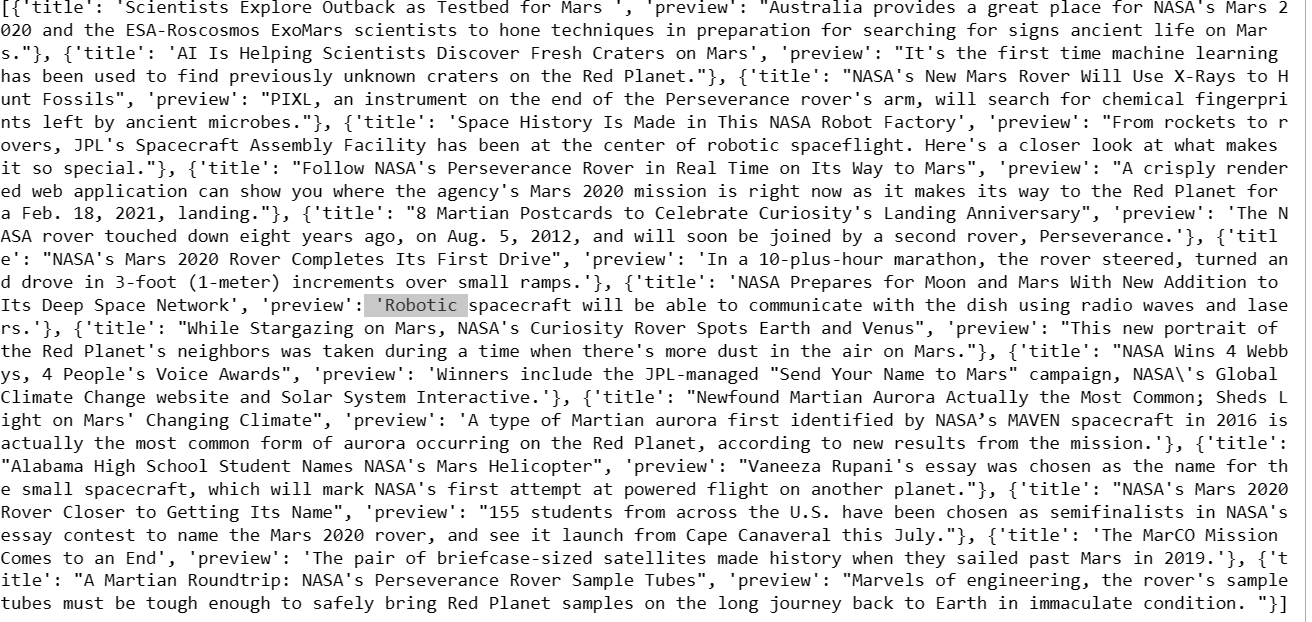 [{'title': 'Scientists Explore Outback as Testbed for Mars ', 'preview': "Australia provides a great place for NASA's Mars 2
020 and the ESA-Roscosmos ExoMars scientists to hone techniques in preparation for searching for signs ancient life on Mar
s."}, {'title': 'AI Is Helping Scientists Discover Fresh Craters on Mars', 'preview': "It's the first time machine learning
has been used to find previously unknown craters on the Red Planet."}, {'title': "NASA's New Mars Rover Will Use X-Rays to H
unt Fossils", 'preview': "PIXL, an instrument on the end of the Perseverance rover's arm, will search for chemical fingerpri
nts left by ancient microbes."}, {'title': 'Space History Is Made in This NASA Robot Factory', 'preview': "From rockets to r
overs, JPL's Spacecraft Assembly Facility has been at the center of robotic spaceflight. Here's a closer look at what makes
it so special."}, {'title': "Follow NASA's Perseverance Rover in Real Time on Its Way to Mars", 'preview': "A crisply render
ed web application can show you where the agency's Mars 2020 mission is right now as it makes its way to the Red Planet for
a Feb. 18, 2021, landing."}, {'title': "8 Martian Postcards to Celebrate Curiosity's Landing Anniversary", 'preview': 'The N
ASA rover touched down eight years ago, on Aug. 5, 2012, and will soon be joined by a second rover, Perseverance.'}, {'titl
e': "NASA's Mars 2020 Rover Completes Its First Drive", 'preview': 'In a 10-plus-hour marathon, the rover steered, turned an
d drove in 3-foot (1-meter) increments over small ramps.'}, {'title': 'NASA Prepares for Moon and Mars With New Addition to
Its Deep Space Network', 'preview': 'Robotic spacecraft will be able to communicate with the dish using radio waves and lase
rs.'}, {'title': "While Stargazing on Mars, NASA's Curiosity Rover Spots Earth and Venus", 'preview': "This new portrait of
the Red Planet's neighbors was taken during a time when there's more dust in the air on Mars."}, {'title': "NASA Wins 4 Webb
ys, 4 People's Voice Awards", 'preview': 'Winners include the JPL-managed "Send Your Name to Mars" campaign, NASA\'s Global
Climate Change website and Solar System Interactive.'}, {'title': "Newfound Martian Aurora Actually the Most Common; Sheds L
ight on Mars' Changing Climate", 'preview': 'A type of Martian aurora first identified by NASA’s MAVEN spacecraft in 2016 is
actually the most common form of aurora occurring on the Red Planet, according to new results from the mission.'}, {'title':
"Alabama High School Student Names NASA's Mars Helicopter", 'preview': "Vaneeza Rupani's essay was chosen as the name for th
e small spacecraft, which will mark NASA's first attempt at powered flight on another planet."}, {'title': "NASA's Mars 2020
Rover Closer to Getting Its Name", 'preview': "155 students from across the U.S. have been chosen as semifinalists in NASA's
essay contest to name the Mars 2020 rover, and see it launch from Cape Canaveral this July."}, {'title': 'The MarCO Mission
Comes to an End', 'preview': 'The pair of briefcase-sized satellites made history when they sailed past Mars in 2019.'}, {'t
itle': "A Martian Roundtrip: NASA's Perseverance Rover Sample Tubes", 'preview': "Marvels of engineering, the rover's sample
tubes must be tough enough to safely bring Red Planet samples on the long journey back to Earth in immaculate condition. "}]